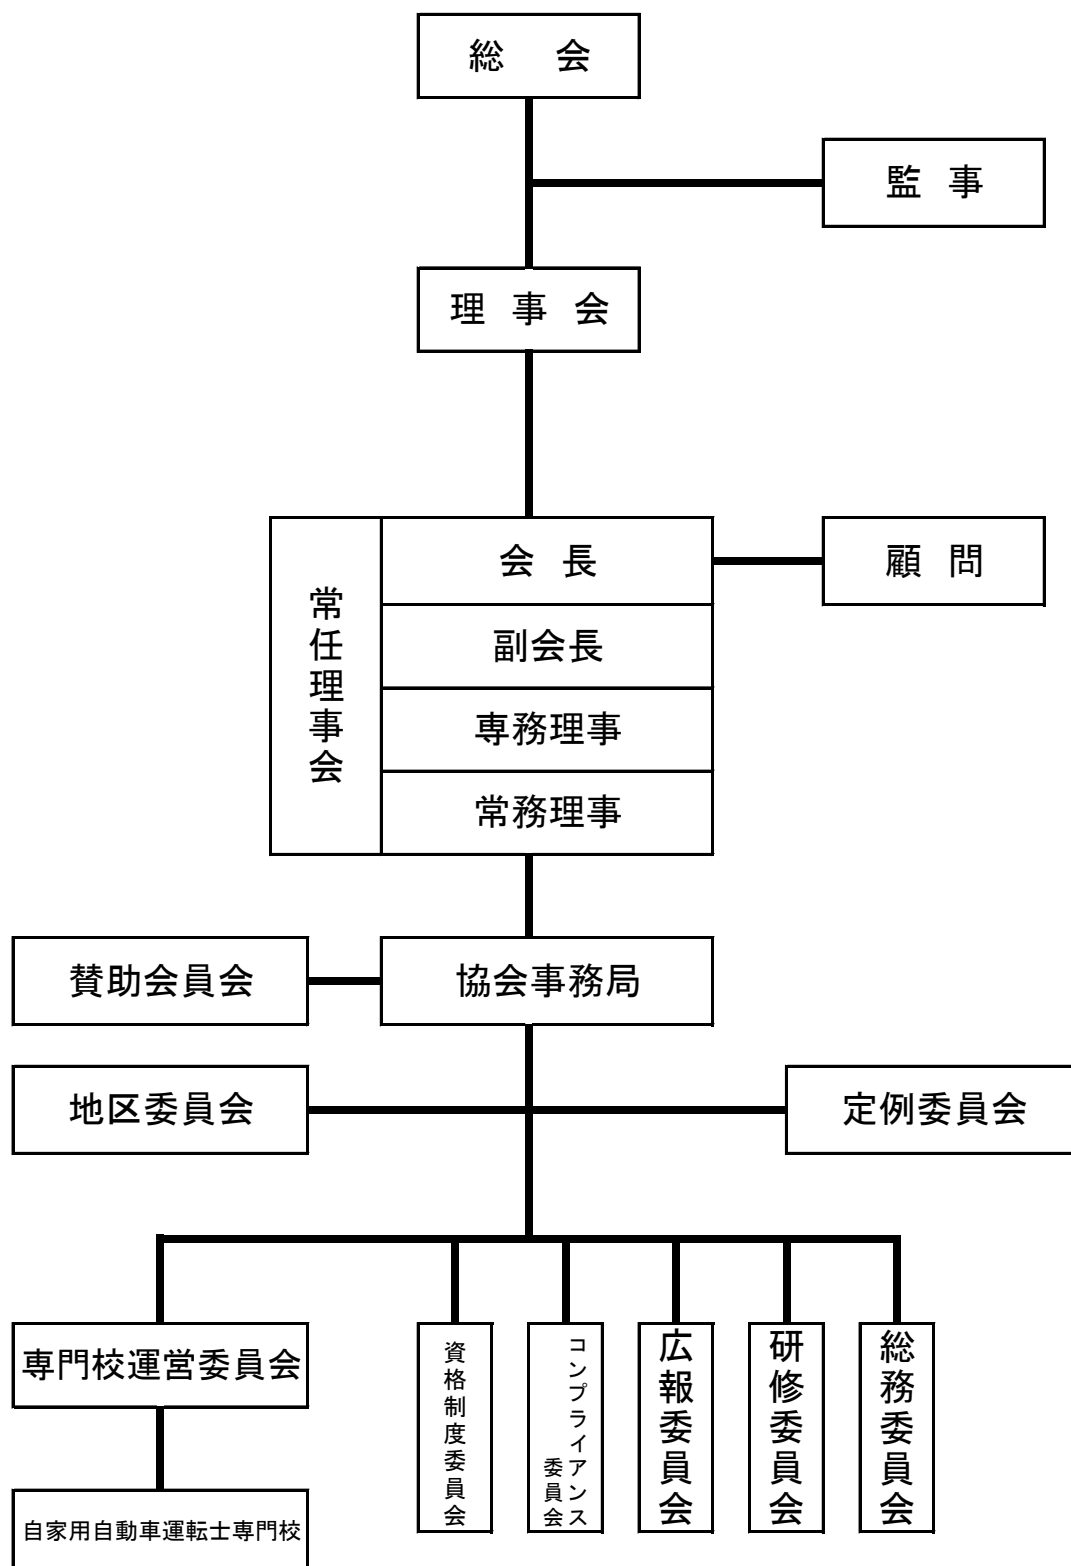 総 会
監 事
理 事 会
常任理事会
会 長
顧 問
副会長
専務理事
常務理事
賛助会員会
協会事務局
地区委員会
定例委員会
専門校運営委員会
資格制度委員会
コンプライアンス
委員会
広報委員会
研修委員会
総務委員会
自家用自動車運転士専門校